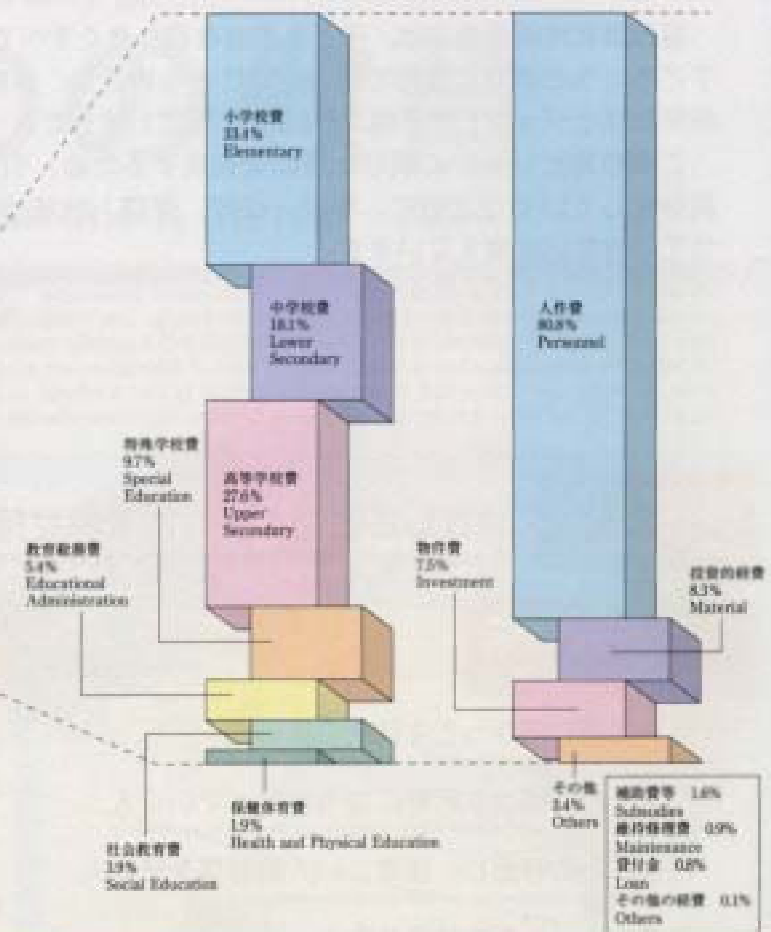 小学校費
33.4%
Elementary
中学校費
18.1%
Lower
Secondary
特殊学校費
9.7%
Special
Education
高等学校費
27.6%
Upper
Secondary
教育総務費
5.4%
Educational
Administration
保健体育費
1.9%
Health and Physical Education
社会教育費
3.9%
Social Education
人件費
80.8%
Personnel
物件費
7.5%
Investment
投資的経費
8.3%
Material
その他
3.4%
Others
補助費等 1.6%
Subsidies
維持修理費 0.9%
Maintenance
貸付金 0.8%
Loan
その他の経費 0.1%
Others